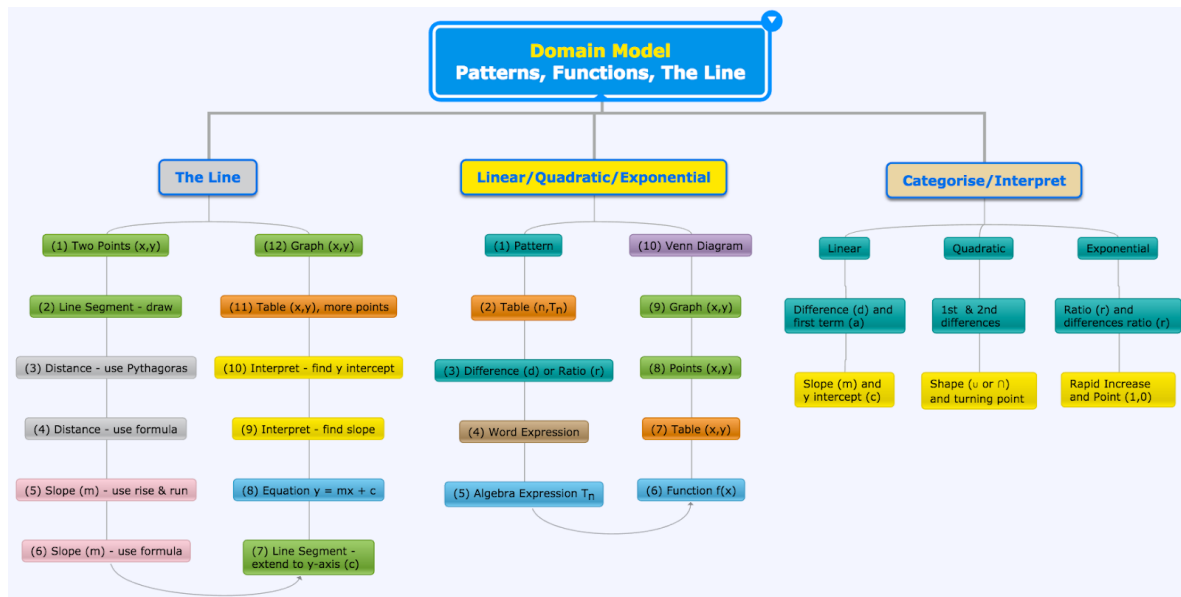 Domain Model
Patterns, Functions, The Line
The Line
(1) Two Points (x,y)
(2) Line Segment - draw
(3) Distance - use Pythagoras
(4) Distance - use formula
(5) Slope (m) - use rise & run
(6) Slope (m) - use formula
(12) Graph (x,y)
(11) Table (x,y), more points
(10) Interpret - find y intercept
(9) Interpret - find slope
(8) Equation y = mx + c
(7) Line Segment -
extend to y-axis (c)
Linear/Quadratic/Exponential
(1) Pattern
(2) Table (n,Tn)
(3) Difference (d) or Ratio (r)
(4) Word Expression
(5) Algebra Expression Tn
(10) Venn Diagram
(9) Graph (x,y)
(8) Points (x,y)
(7) Table (x,y)
(6) Function f(x)
Categorise/Interpret
Linear
Difference (d) and
first term (a)
Slope (m) and
y intercept (c)
Quadratic
1st & 2nd
differences
Shape (∪ or ∩)
and turning point
Exponential
Ratio (r) and
differences ratio (r)
Rapid Increase
and Point (1,0)